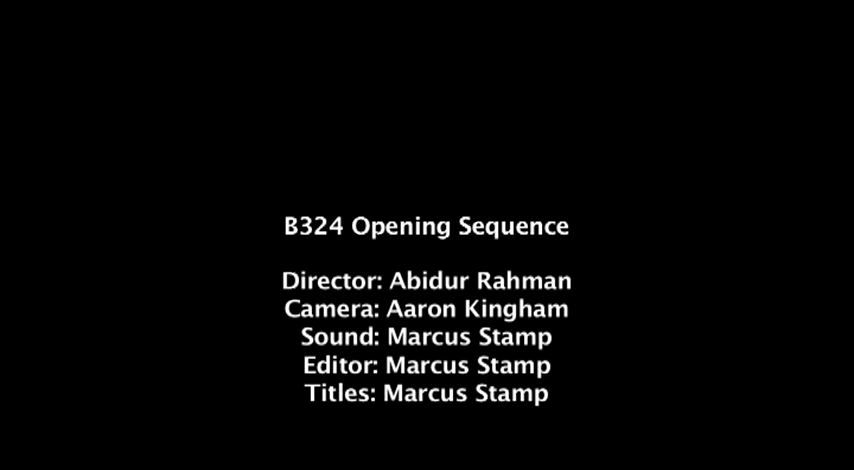 B324 Opening Sequence
Director: Abidur Rahman
Camera: Aaron Kingham
Sound: Marcus Stamp
Editor: Marcus Stamp
Titles: Marcus Stamp